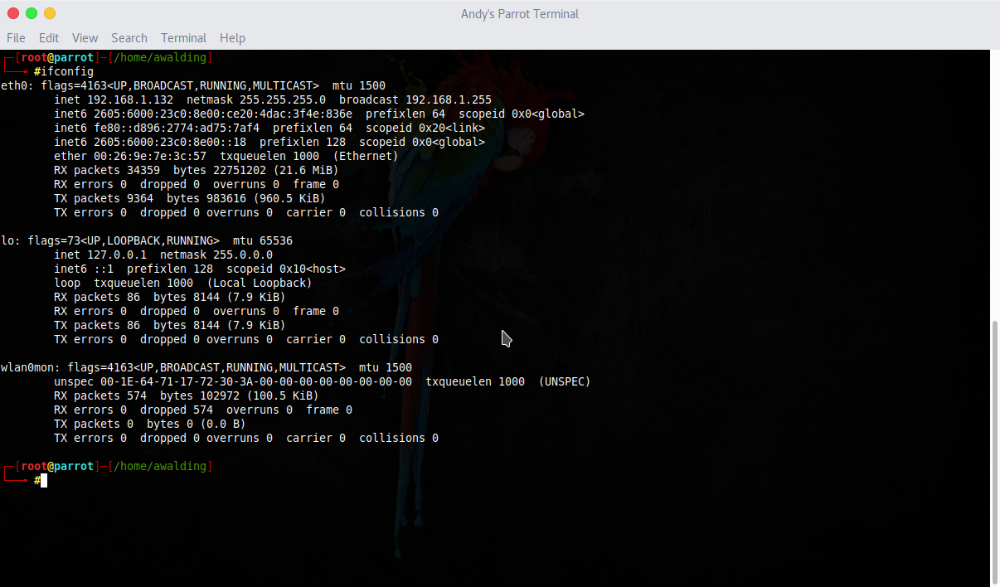 Andy's Parrot Terminal
File Edit View Search Terminal Help
┌─[root@parrot]─[/home/awalding]
└──╼ #ifconfig
eth0: flags=4163<UP,BROADCAST,RUNNING,MULTICAST>  mtu 1500
        inet 192.168.1.132  netmask 255.255.255.0  broadcast 192.168.1.255
        inet6 2605:6000:23c0:8e00:ce20:4dac:3f4e:836e  prefixlen 64  scopeid 0x0<global>
        inet6 fe80::d896:2774:ad75:7af4  prefixlen 64  scopeid 0x20<link>
        inet6 2605:6000:23c0:8e00::18  prefixlen 128  scopeid 0x0<global>
        ether 00:26:9e:7e:3c:57  txqueuelen 1000  (Ethernet)
        RX packets 34359  bytes 22751202 (21.6 MiB)
        RX errors 0  dropped 0  overruns 0  frame 0
        TX packets 9364  bytes 983616 (960.5 KiB)
        TX errors 0  dropped 0 overruns 0  carrier 0  collisions 0
lo: flags=73<UP,LOOPBACK,RUNNING>  mtu 65536
        inet 127.0.0.1  netmask 255.0.0.0
        inet6 ::1  prefixlen 128  scopeid 0x10<host>
        loop  txqueuelen 1000  (Local Loopback)
        RX packets 86  bytes 8144 (7.9 KiB)
        RX errors 0  dropped 0  overruns 0  frame 0
        TX packets 86  bytes 8144 (7.9 KiB)
        TX errors 0  dropped 0 overruns 0  carrier 0  collisions 0
wlan0mon: flags=4163<UP,BROADCAST,RUNNING,MULTICAST>  mtu 1500
        unspec 00-1E-64-71-17-72-30-3A-00-00-00-00-00-00-00-00  txqueuelen 1000  (UNSPEC)
        RX packets 574  bytes 102972 (100.5 KiB)
        RX errors 0  dropped 574  overruns 0  frame 0
        TX packets 0  bytes 0 (0.0 B)
        TX errors 0  dropped 0 overruns 0  carrier 0  collisions 0
┌─[root@parrot]─[/home/awalding]
└──╼ #